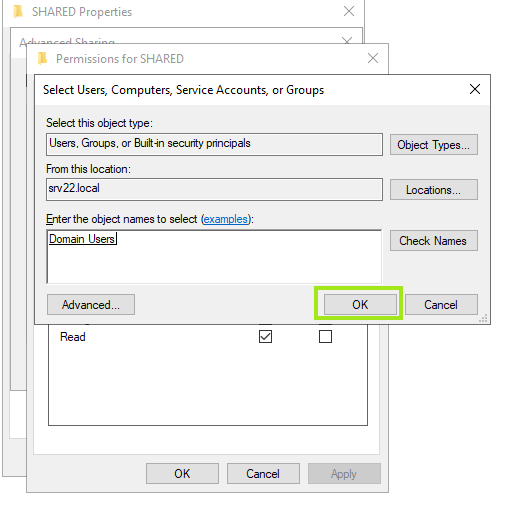 SHARED Properties
Advanced Sharing
Permissions for SHARED
Select Users, Computers, Service Accounts, or Groups
Select this object type:
Users, Groups, or Built-in security principals
Object Types...
From this location:
srv22.local
Locations...
Enter the object names to select (examples):
Domain Users
Check Names
Advanced...
OK
Cancel
Read
OK
Cancel
Apply